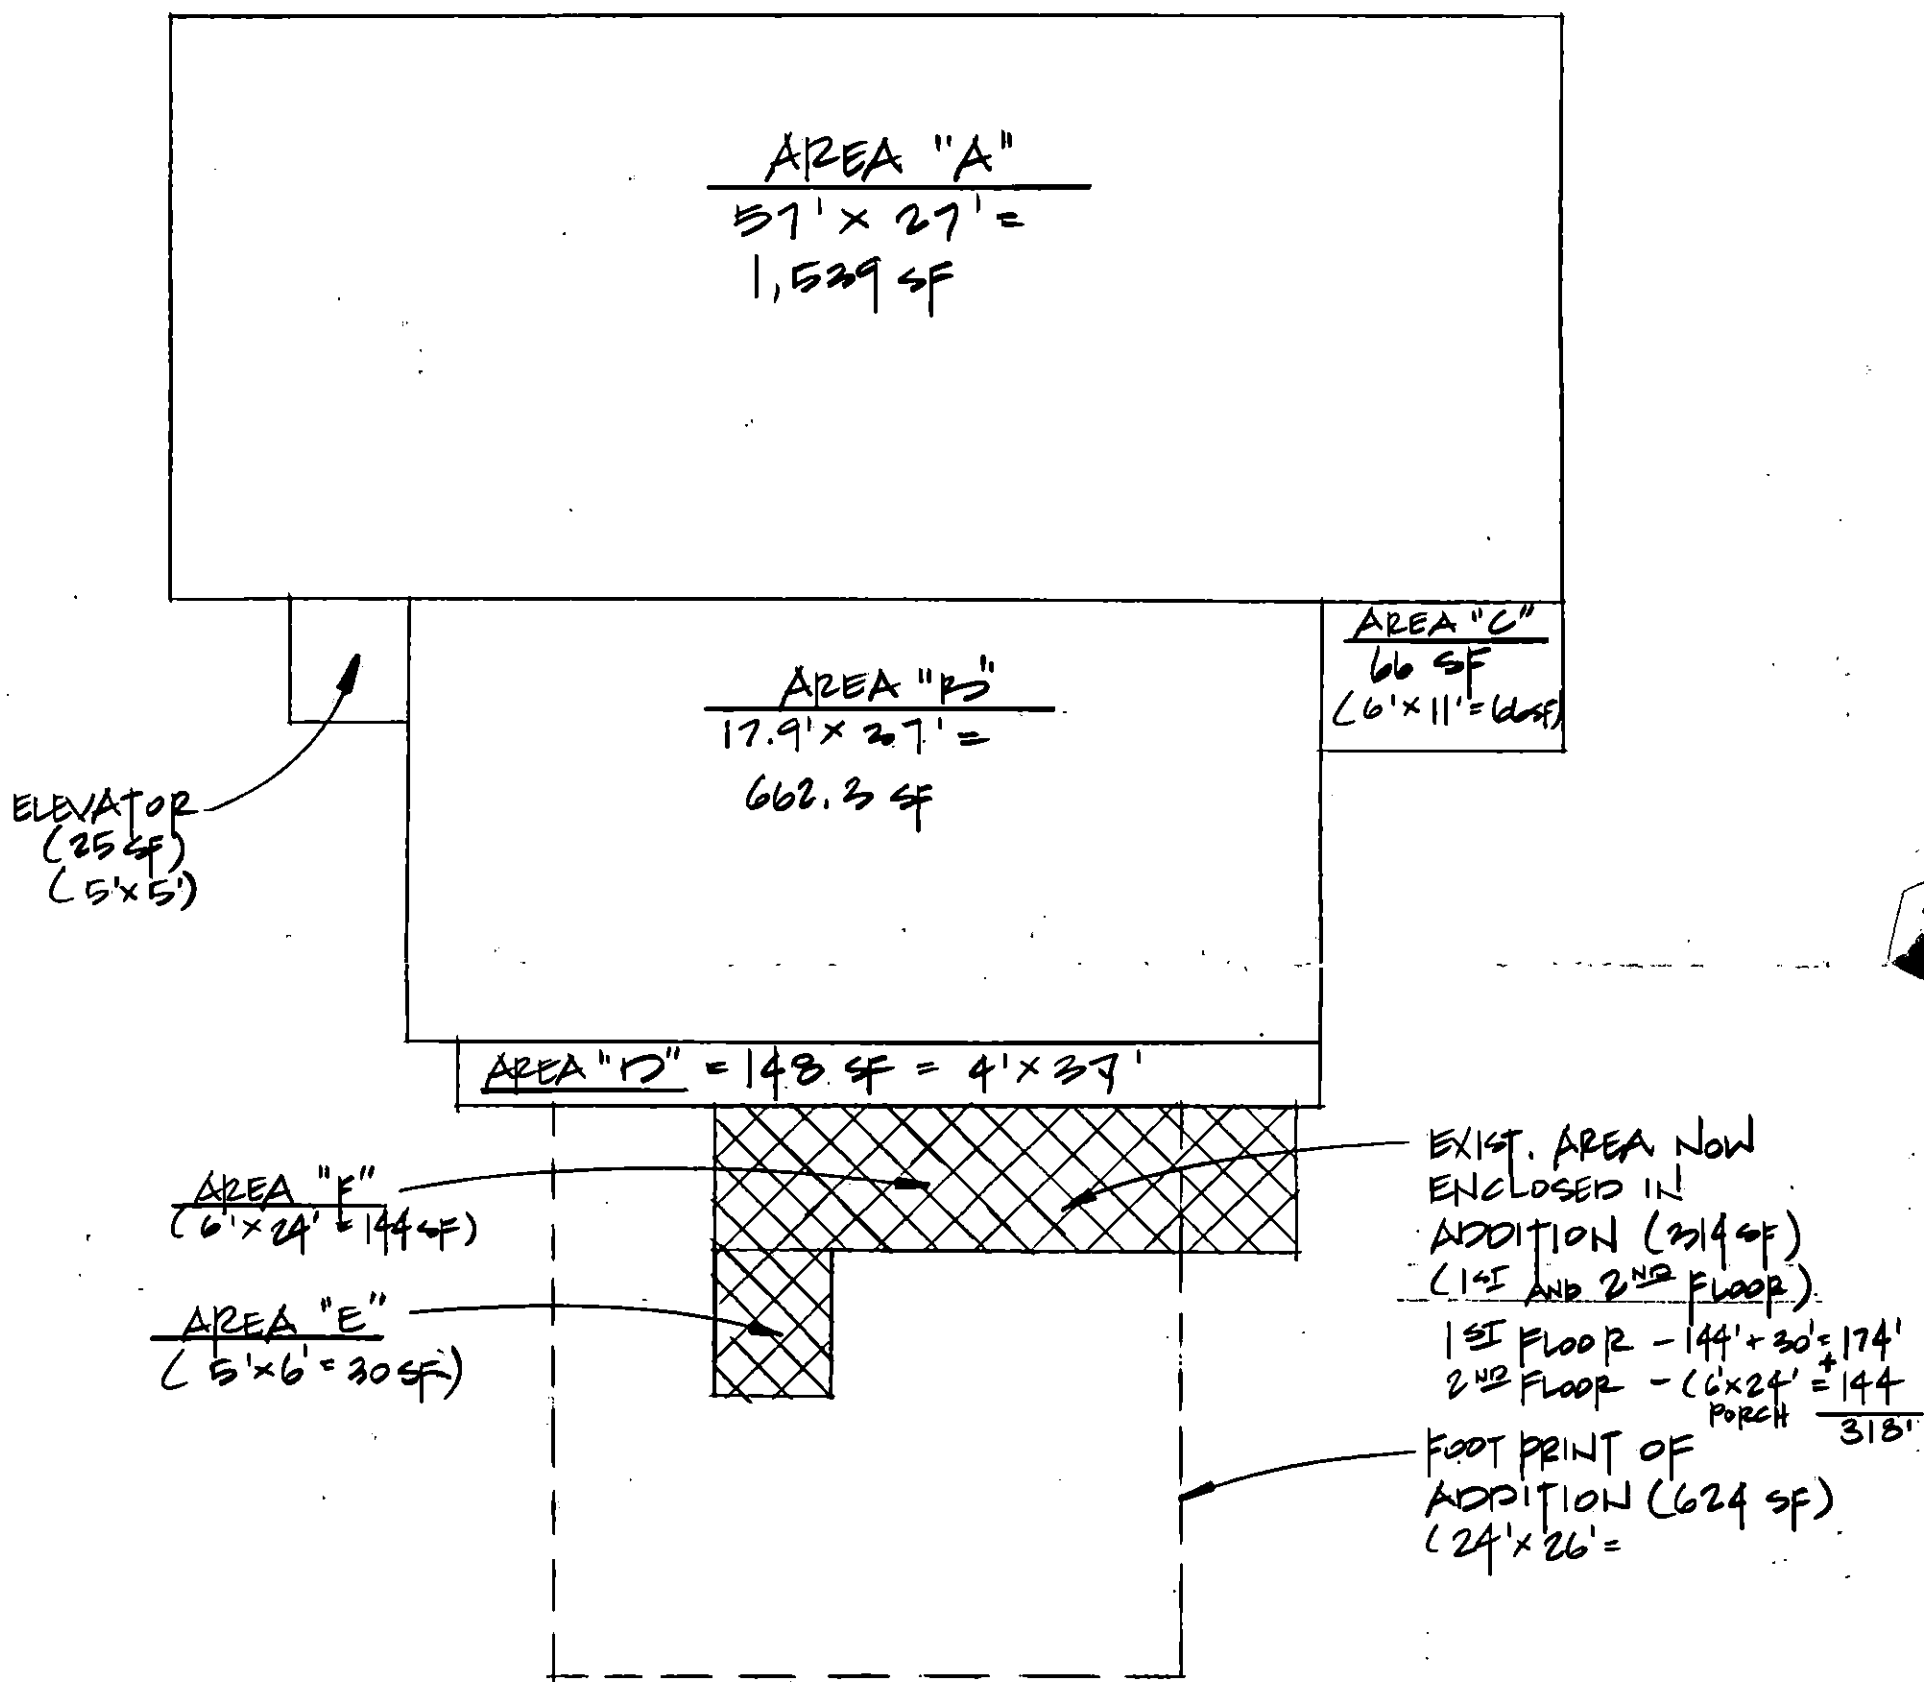 AREA "A"
57' × 27' =
1,539 SF
AREA "C"
66 SF
(6' × 11' = 66 SF)
AREA "B"
17.9' × 37' =
662.3 SF
ELEVATOR
(25 SF)
(5' × 5')
AREA "D" = 148 SF = 4' × 37'
AREA "F"
(6' × 24' = 144 SF)
AREA "E"
(5' × 6' = 30 SF)
EXIST. AREA NOW
ENCLOSED IN
ADDITION (314 SF)
(1ST AND 2ND FLOOR)
1ST FLOOR - 144' + 30' = 174'
+
2ND FLOOR - (6' × 24' = 144
PORCH
318'
FOOT PRINT OF
ADDITION (624 SF)
(24' × 26' =